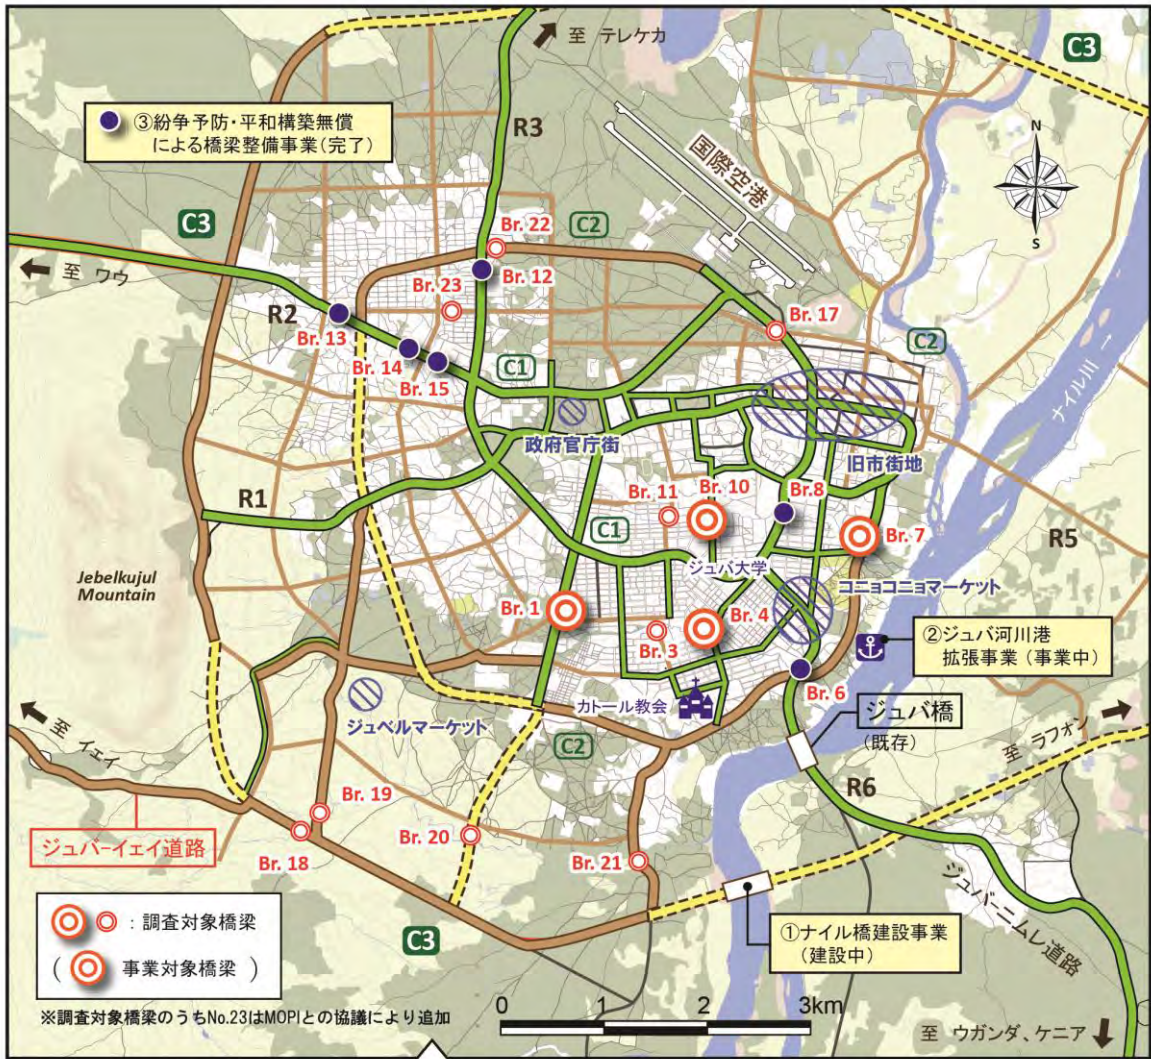 至 テレケカ
C3
③紛争予防・平和構築無償
による橋梁整備事業(完了)
R3
国際空港
N
S
C3
Br. 22
C2
至 ワウ
Br. 12
Br. 23
R2
Br. 13
Br. 17
Br. 14
Br. 15
C1
C2
ナイル川
政府官庁街
旧市街地
R1
Br. 11
Br. 10
Br.8
Br. 7
R5
C1
ジュバ大学
コニョコニョマーケット
Jebelkujul
Mountain
Br. 1
Br. 4
Br. 3
②ジュバ河川港
拡張事業(事業中)
Br. 6
カトール教会
ジュベルマーケット
ジュバ橋
(既存)
至 ラフォン
C2
至 イェイ
R6
Br. 19
ジュバーイェイ道路
Br. 18
Br. 20
Br. 21
ジュバーニムレ道路
:調査対象橋梁
( 事業対象橋梁 )
C3
①ナイル橋建設事業
(建設中)
0 1 2 3km
※調査対象橋梁のうちNo.23はMOPIとの協議により追加
至 ウガンダ、ケニア